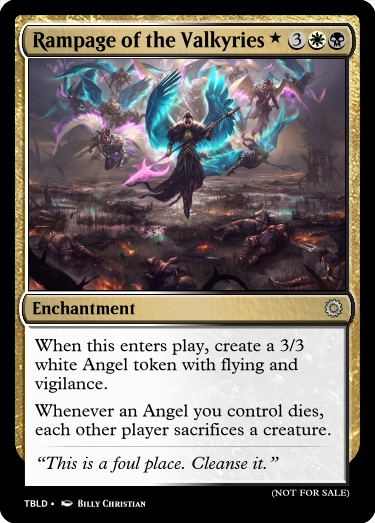 Rampage of the Valkyries ★ 3
Enchantment
When this enters play, create a 3/3
white Angel token with flying and
vigilance.
Whenever an Angel you control dies,
each other player sacrifices a creature.
“This is a foul place. Cleanse it.”
(NOT FOR SALE)
TBLD • Billy Christian